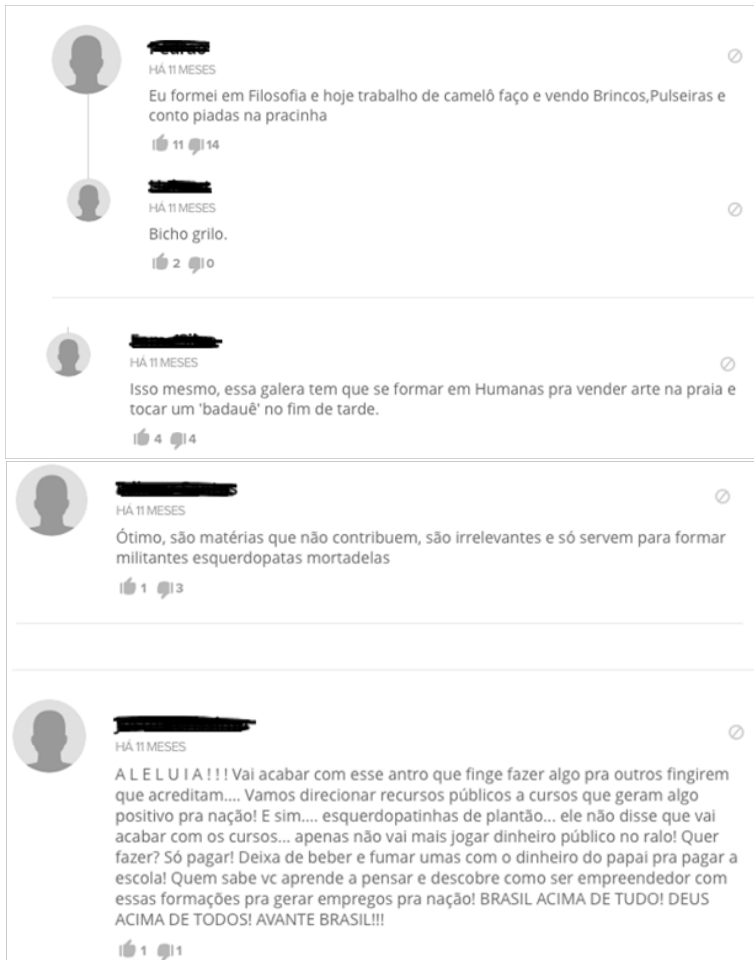 HÁ 11 MESES
Eu formei em Filosofia e hoje trabalho de camelô faço e vendo Brincos,Pulseiras e
conto piadas na pracinha
11 14
HÁ 11 MESES
Bicho grilo.
2 0
HÁ 11 MESES
Isso mesmo, essa galera tem que se formar em Humanas pra vender arte na praia e
tocar um 'badauê' no fim de tarde.
4 4
HÁ 11 MESES
Ótimo, são matérias que não contribuem, são irrelevantes e só servem para formar
militantes esquerdopatas mortadelas
1 3
HÁ 11 MESES
A L E L U I A ! ! ! Vai acabar com esse antro que finge fazer algo pra outros fingirem
que acreditam.... Vamos direcionar recursos públicos a cursos que geram algo
positivo pra nação! E sim.... esquerdopatinhas de plantão... ele não disse que vai
acabar com os cursos... apenas não vai mais jogar dinheiro público no ralo! Quer
fazer? Só pagar! Deixa de beber e fumar umas com o dinheiro do papai pra pagar a
escola! Quem sabe vc aprende a pensar e descobre como ser empreendedor com
essas formações pra gerar empregos pra nação! BRASIL ACIMA DE TUDO! DEUS
ACIMA DE TODOS! AVANTE BRASIL!!!
1 1